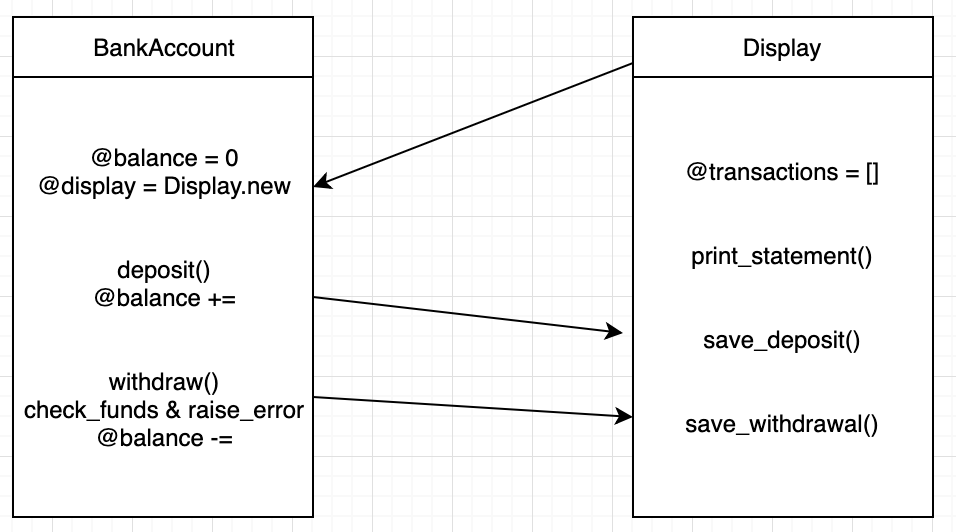 BankAccount
@balance = 0
@display = Display.new
deposit()
@balance +=
withdraw()
check_funds & raise_error
@balance -=
Display
@transactions = []
print_statement()
save_deposit()
save_withdrawal()